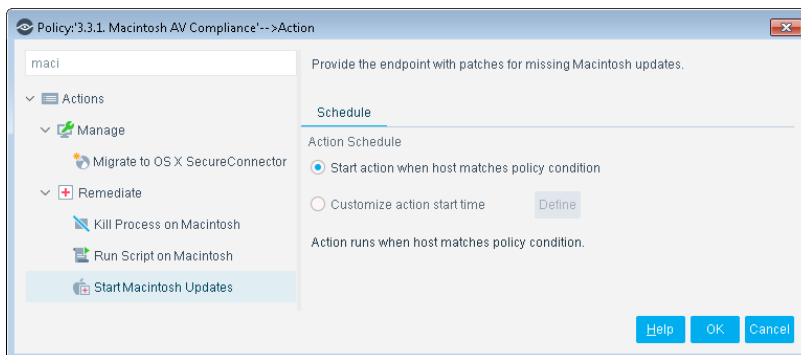 Policy:'3.3.1. Macintosh AV Compliance'-->Action
maci
Provide the endpoint with patches for missing Macintosh updates.
Actions
Schedule
Manage
Action Schedule
Migrate to OS X SecureConnector
Start action when host matches policy condition
Remediate
Customize action start time
Define
Kill Process on Macintosh
Action runs when host matches policy condition.
Run Script on Macintosh
Start Macintosh Updates
Help
OK
Cancel